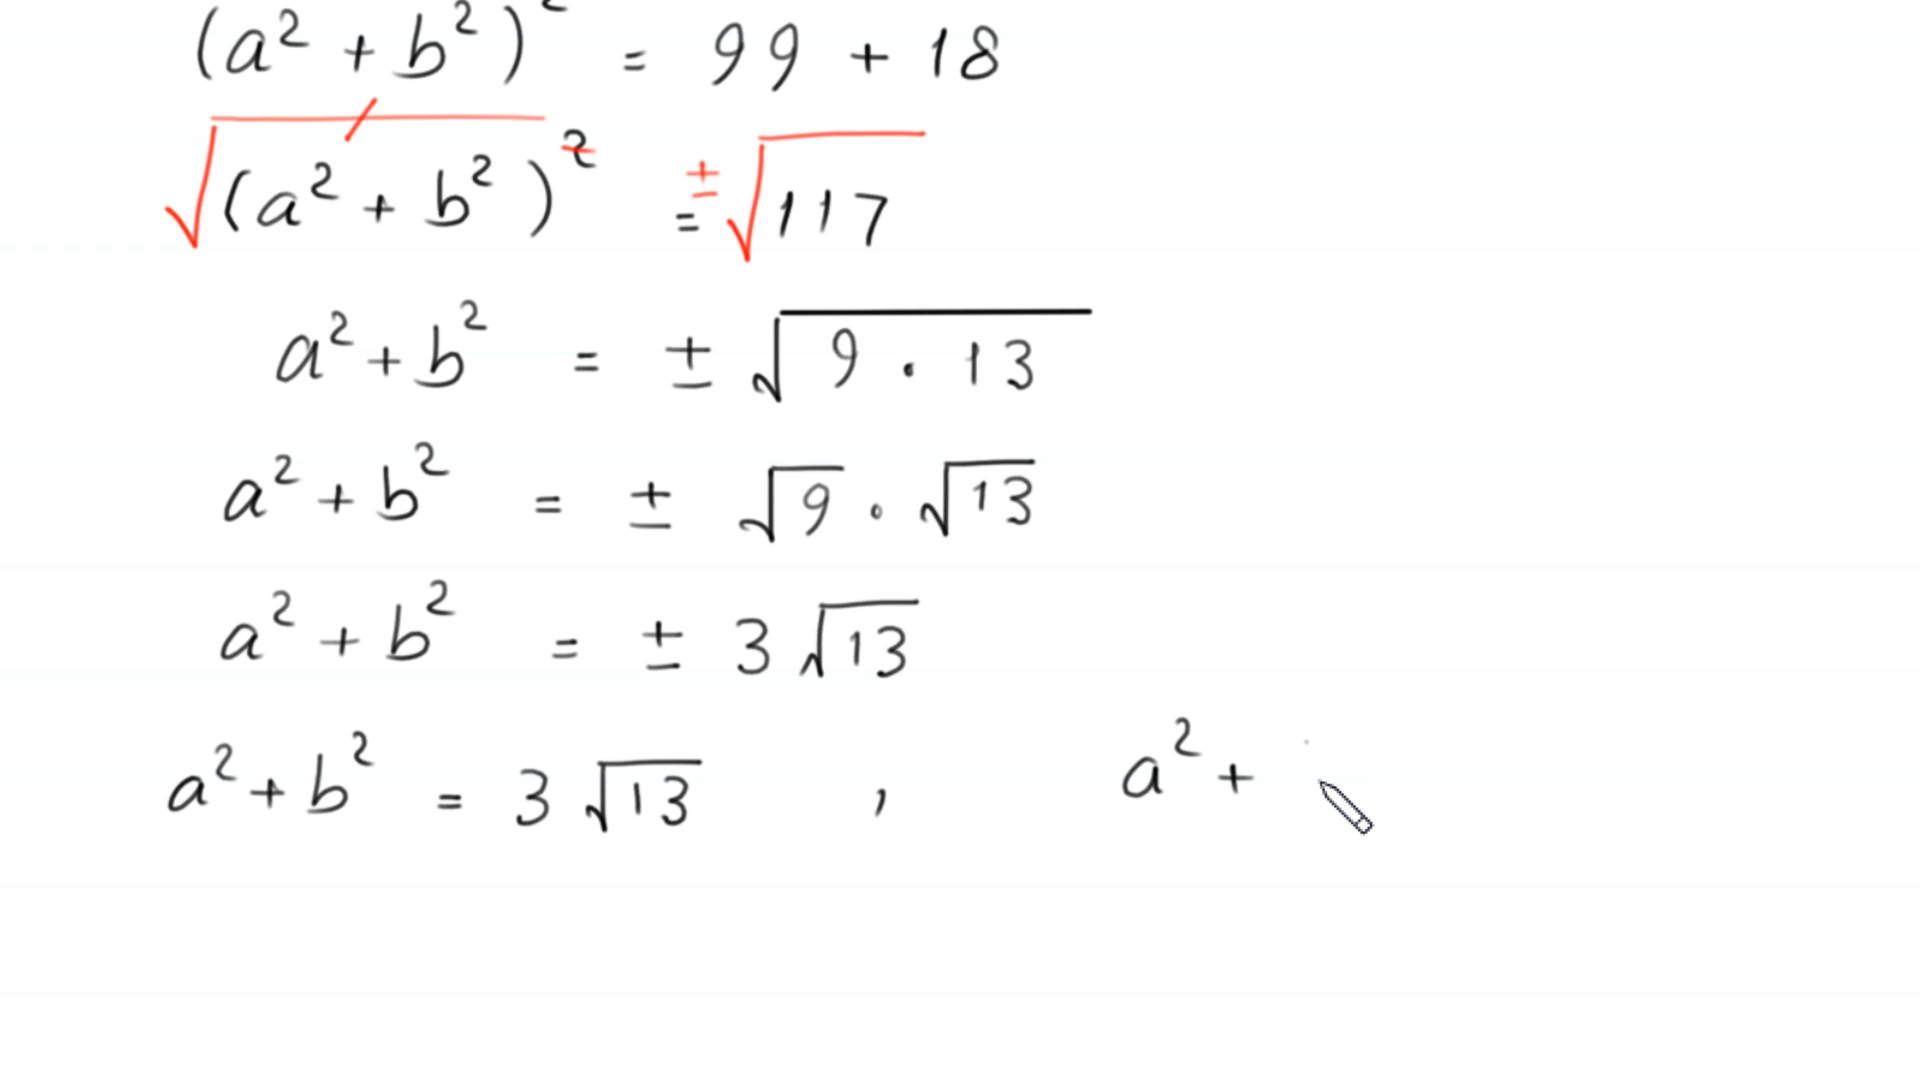 (a² + b²)² = 99 + 18
√(a² + b²)² = ±√117
a² + b² = ± √9 · 13
a² + b² = ± √9 · √13
a² + b² = ± 3 √13
a² + b² = 3 √13 , a² +